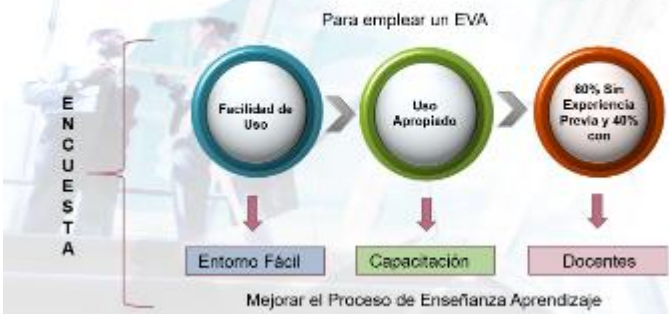 Para emplear un EVA
ENCUESTA
Facilidad de
Uso
Uso
Apropiado
60% Sin
Experiencia
Previa y 40%
con
Entorno Fácil
Capacitación
Docentes
Mejorar el Proceso de Enseñanza Aprendizaje